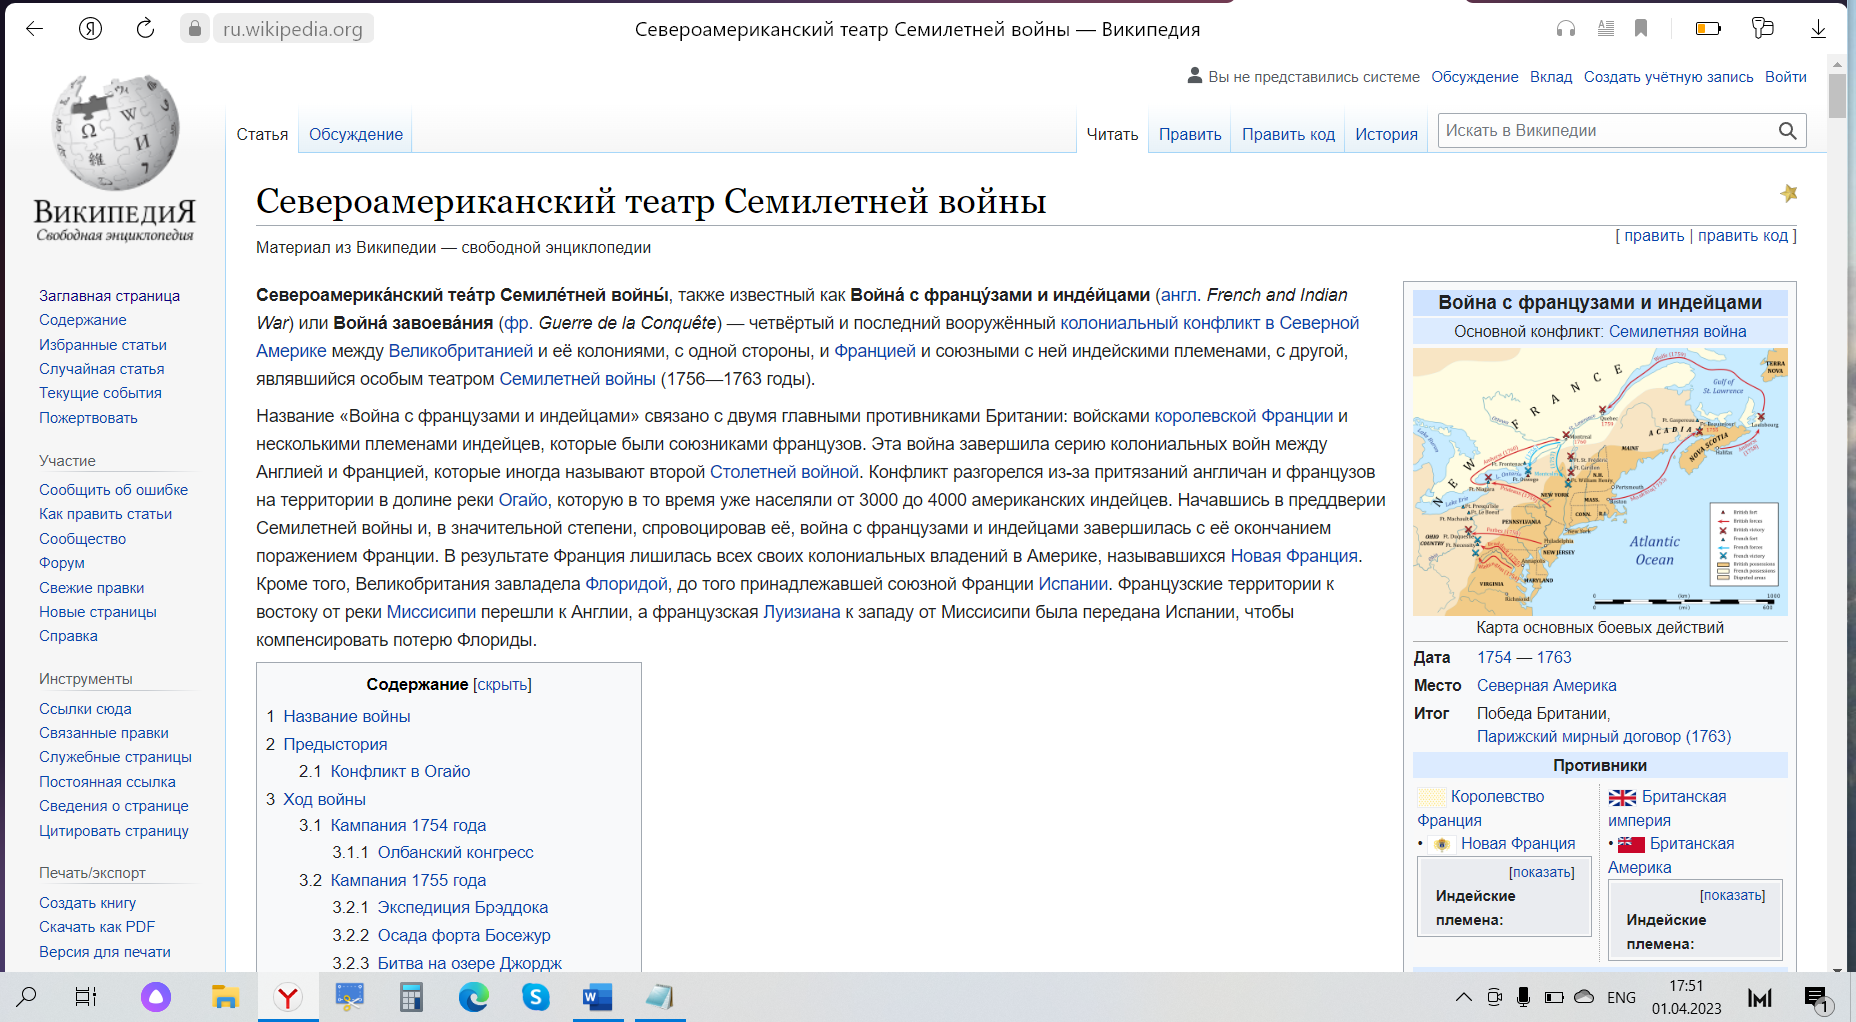 ru.wikipedia.org
Североамериканский театр Семилетней войны — Википедия
Вы не представились системе Обсуждение Вклад Создать учётную запись Войти
Статья Обсуждение Читать Править Править код История Искать в Википедии
ВикипедиЯ
Свободная энциклопедия
Заглавная страница
Содержание
Избранные статьи
Случайная статья
Текущие события
Пожертвовать
Участие
Сообщить об ошибке
Как править статьи
Сообщество
Форум
Свежие правки
Новые страницы
Справка
Инструменты
Ссылки сюда
Связанные правки
Служебные страницы
Постоянная ссылка
Сведения о странице
Цитировать страницу
Печать/экспорт
Создать книгу
Скачать как PDF
Версия для печати
Североамериканский театр Семилетней войны
[ править | править код ]
Материал из Википедии — свободной энциклопедии
Североамерика́нский теа́тр Семиле́тней войны́, также известный как Война́ с францу́зами и инде́йцами (англ. French and Indian
War) или Война́ завоева́ния (фр. Guerre de la Conquête) — четвёртый и последний вооружённый колониальный конфликт в Северной
Америке между Великобританией и её колониями, с одной стороны, и Францией и союзными с ней индейскими племенами, с другой,
являвшийся особым театром Семилетней войны (1756—1763 годы).
Название «Война с французами и индейцами» связано с двумя главными противниками Британии: войсками королевской Франции и
несколькими племенами индейцев, которые были союзниками французов. Эта война завершила серию колониальных войн между
Англией и Францией, которые иногда называют второй Столетней войной. Конфликт разгорелся из-за притязаний англичан и французов
на территории в долине реки Огайо, которую в то время уже населяли от 3000 до 4000 американских индейцев. Начавшись в преддверии
Семилетней войны и, в значительной степени, спровоцировав её, война с французами и индейцами завершилась с её окончанием
поражением Франции. В результате Франция лишилась всех своих колониальных владений в Америке, называвшихся Новая Франция.
Кроме того, Великобритания завладела Флоридой, до того принадлежавшей союзной Франции Испании. Французские территории к
востоку от реки Миссисипи перешли к Англии, а французская Луизиана к западу от Миссисипи была передана Испании, чтобы
компенсировать потерю Флориды.
Содержание [скрыть]
1 Название войны
2 Предыстория
2.1 Конфликт в Огайо
3 Ход войны
3.1 Кампания 1754 года
3.1.1 Олбанский конгресс
3.2 Кампания 1755 года
3.2.1 Экспедиция Брэддока
3.2.2 Осада форта Босежур
3.2.3 Битва на озере Джордж
Война с французами и индейцами
Основной конфликт: Семилетняя война
NEW FRANCE
TERRA NOVA
Gulf of
St. Lawrence
ACADIA
NOVA SCOTIA
MAINE
NEW YORK
MASS.
CONN. R.I.
PENNSYLVANIA
OHIO COUNTRY
NEW JERSEY
MARYLAND
VIRGINIA
Atlantic
Ocean
Карта основных боевых действий
Дата 1754 — 1763
Место Северная Америка
Итог Победа Британии,
Парижский мирный договор (1763)
Противники
Королевство
Франция
• Новая Франция
[показать]
Индейские
племена:
Британская
империя
• Британская
Америка
[показать]
Индейские
племена:
ENG
17:51
01.04.2023
1